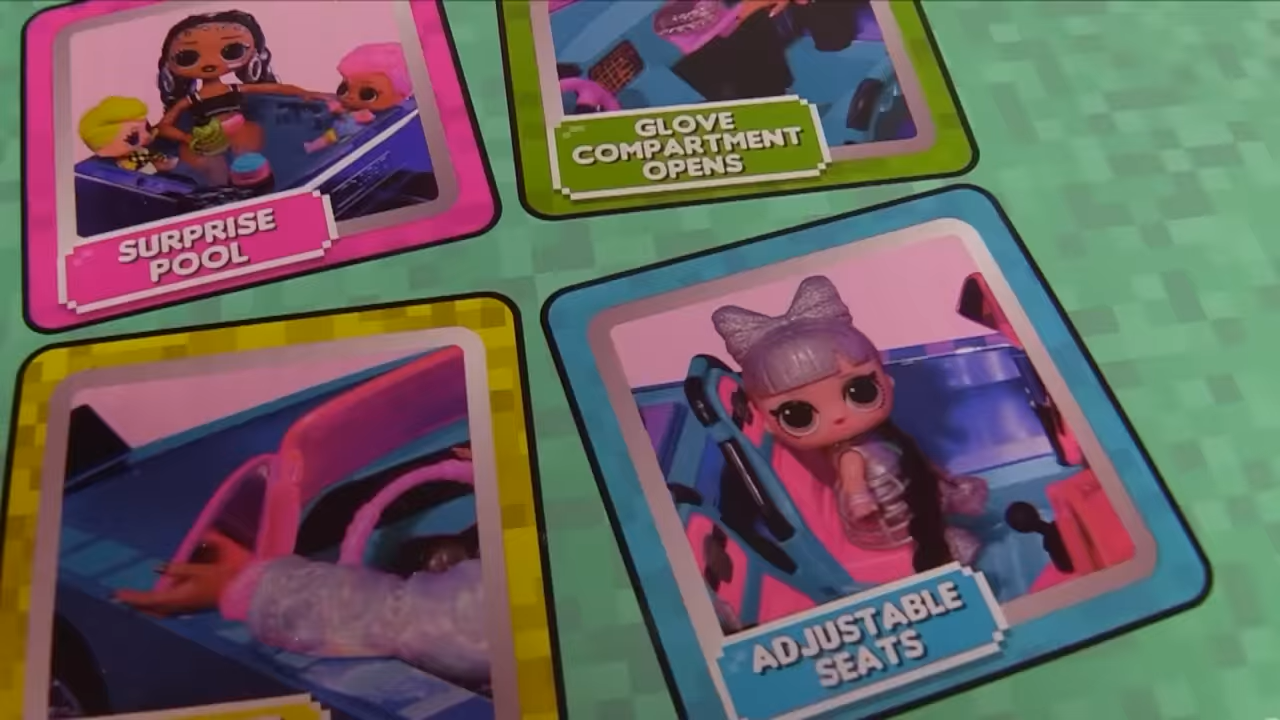 SURPRISE
POOL
GLOVE
COMPARTMENT
OPENS
ADJUSTABLE
SEATS